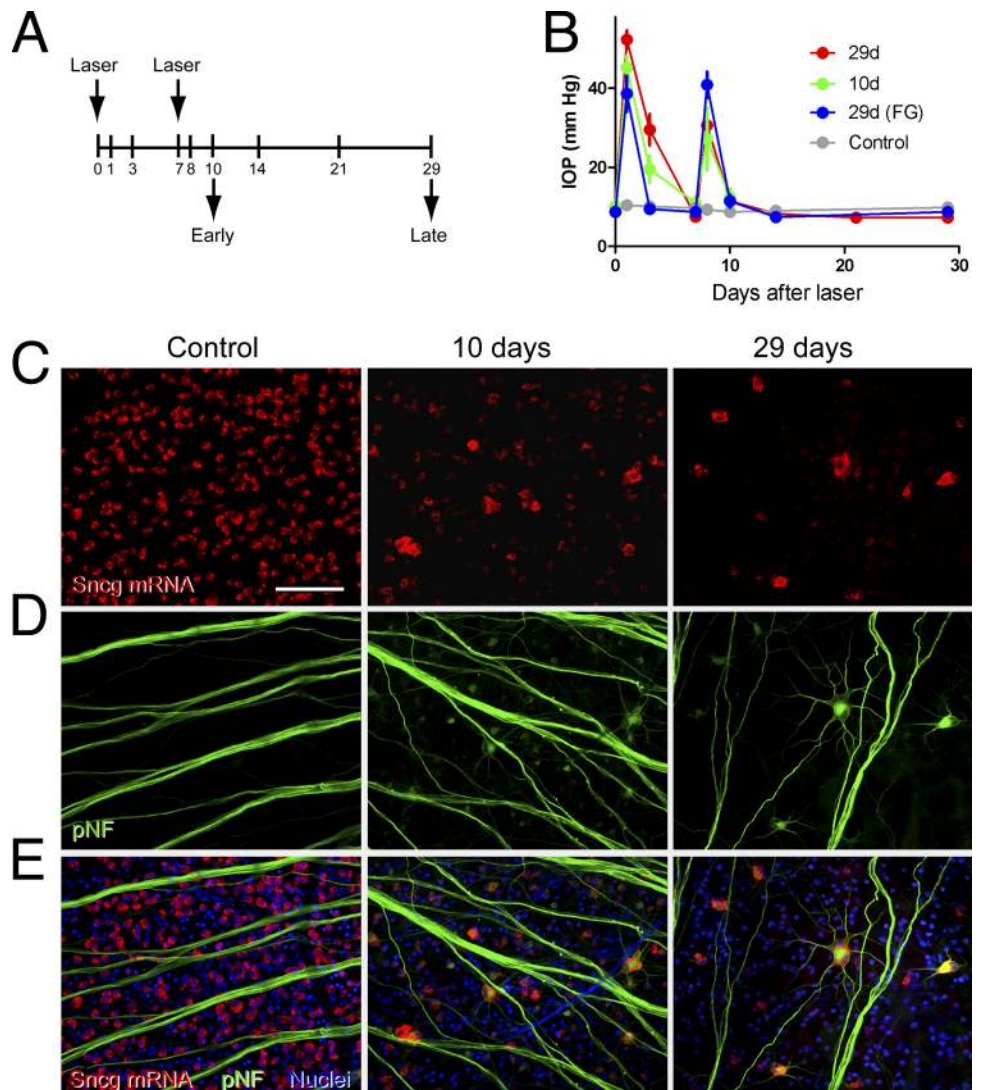 A
Laser Laser
0 1 3 7 8 10 14 21 29
Early Late
B
IOP (mm Hg)
40
20
0
0 10 20 30
Days after laser
29d
10d
29d (FG)
Control
Control 10 days 29 days
C
Sncg mRNA
D
pNF
E
Sncg mRNA pNF Nuclei